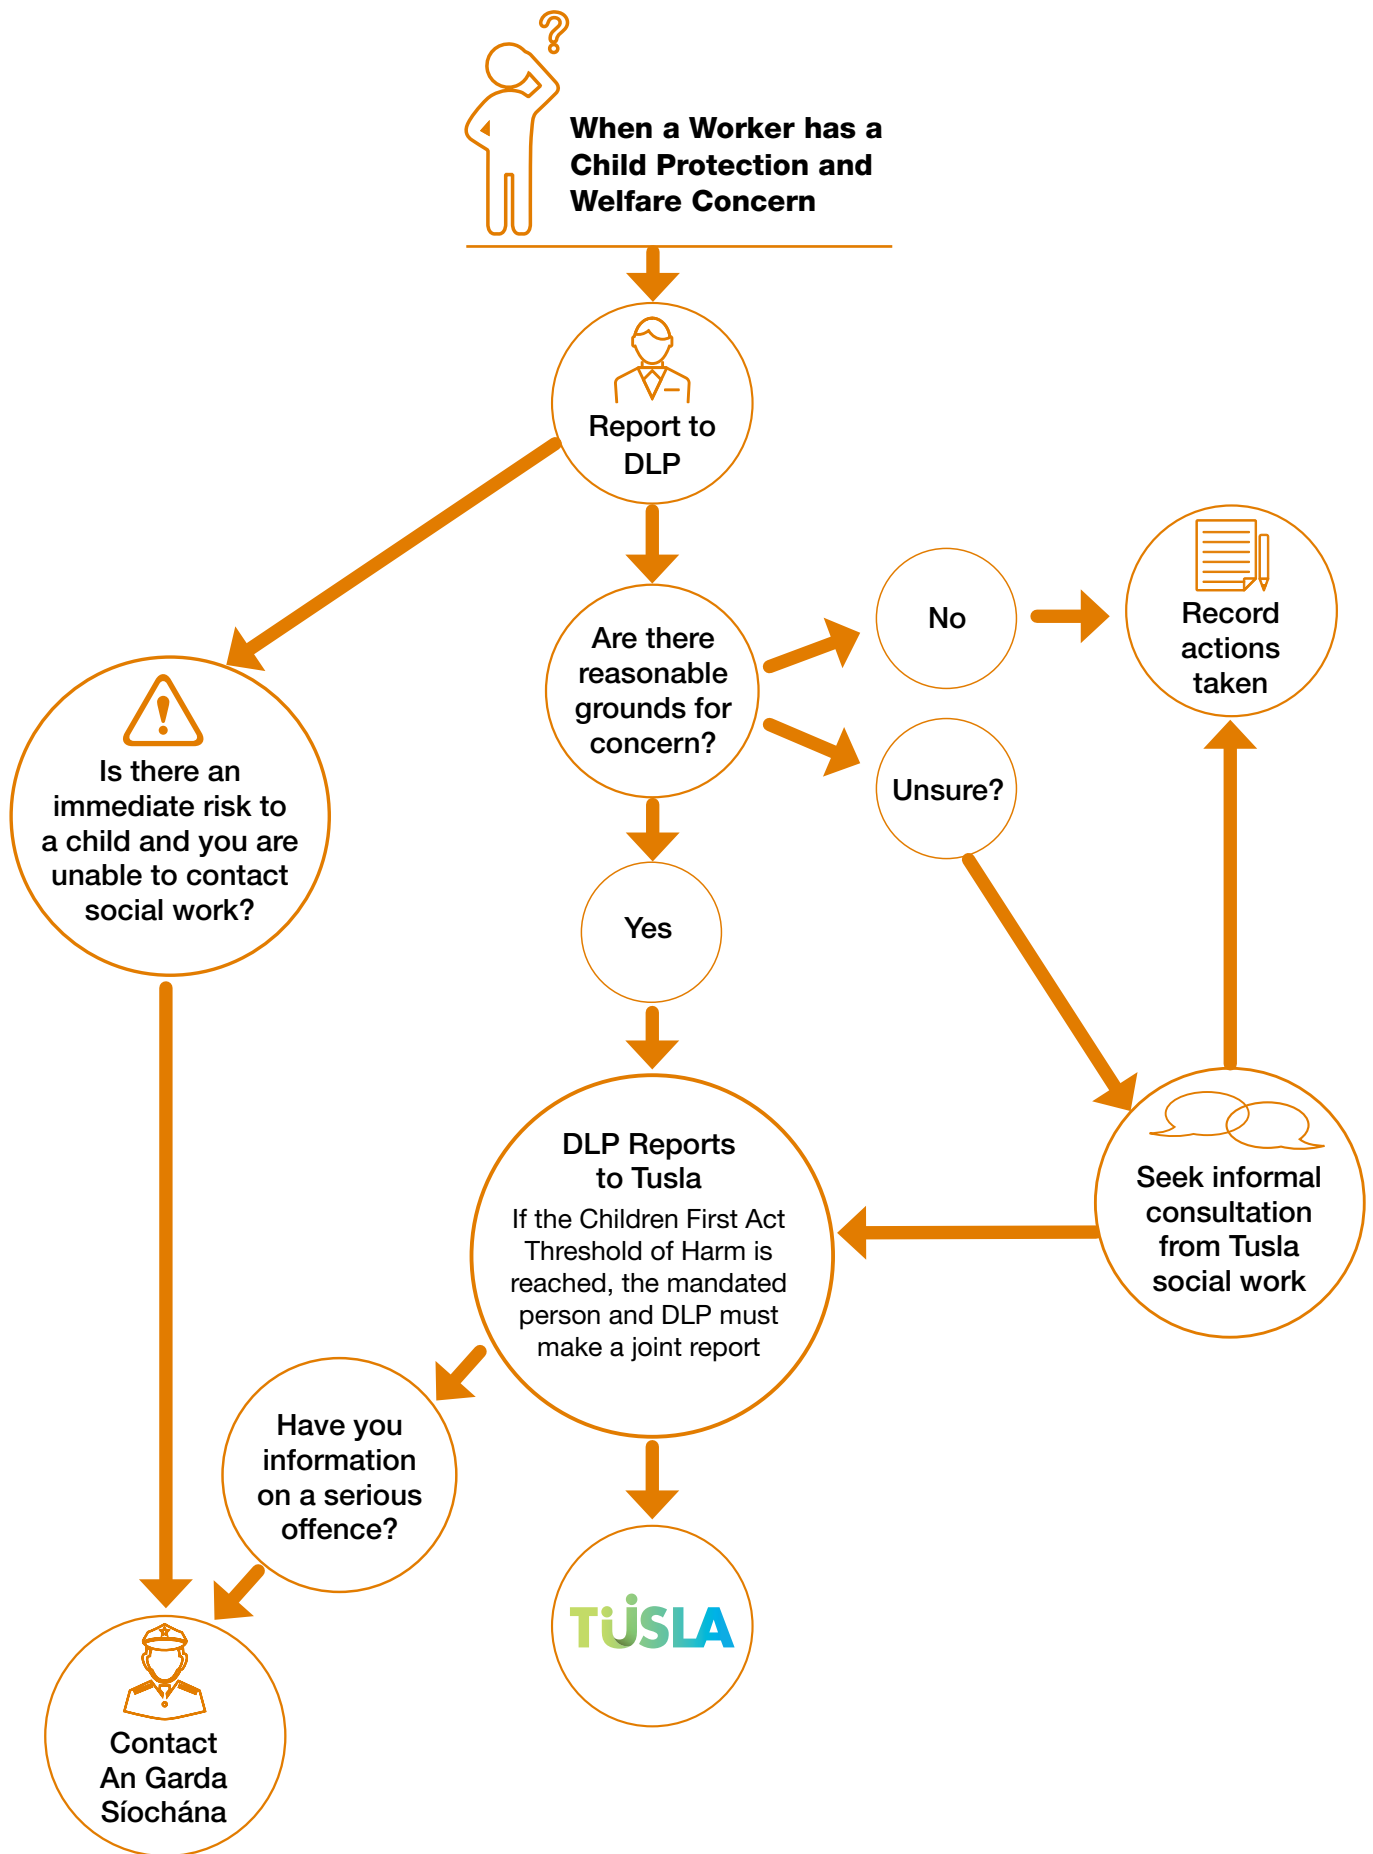 ?
When a Worker has a
Child Protection and
Welfare Concern
Report to
DLP
Are there
reasonable
grounds for
concern?
No
Record
actions
taken
Unsure?
Is there an
immediate risk to
a child and you are
unable to contact
social work?
Yes
DLP Reports
to Tusla
If the Children First Act
Threshold of Harm is
reached, the mandated
person and DLP must
make a joint report
Seek informal
consultation
from Tusla
social work
Have you
information
on a serious
offence?
TUSLA
Contact
An Garda
Síochána